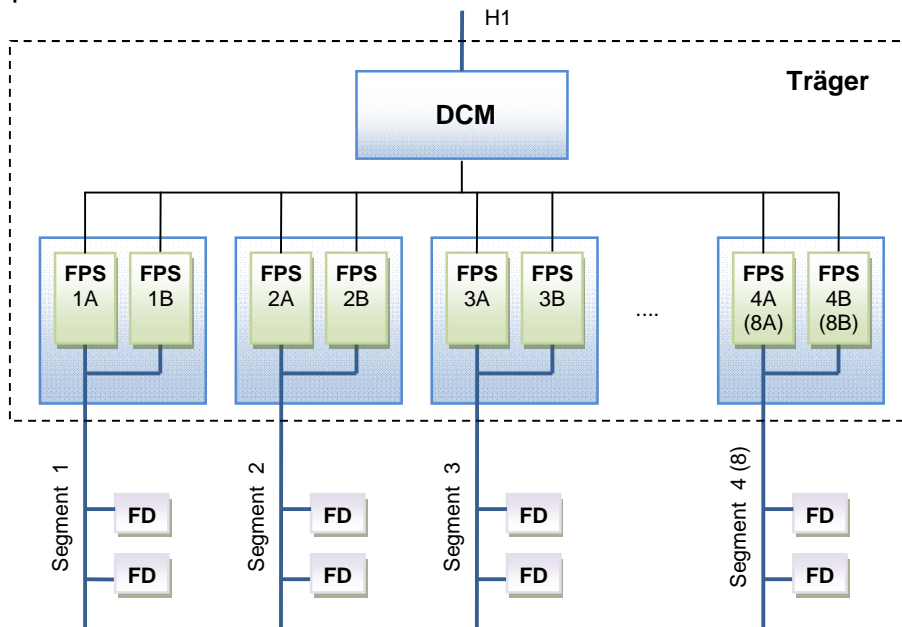 H1
Träger
DCM
FPS
1A
FPS
1B
FPS
2A
FPS
2B
FPS
3A
FPS
3B
....
FPS
4A
(8A)
FPS
4B
(8B)
Segment 1
FD
FD
Segment 2
FD
FD
Segment 3
FD
FD
Segment 4 (8)
FD
FD